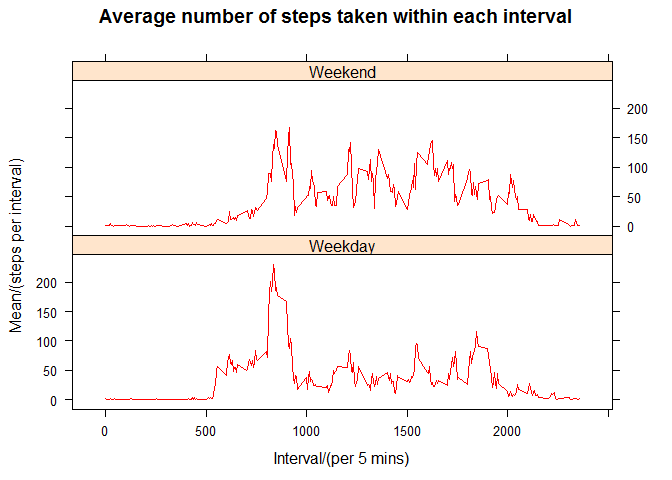 Average number of steps taken within each interval
Weekend
200
150
100
50
0
Weekday
200
150
100
50
0
Mean/(steps per interval)
0 500 1000 1500 2000
Interval/(per 5 mins)